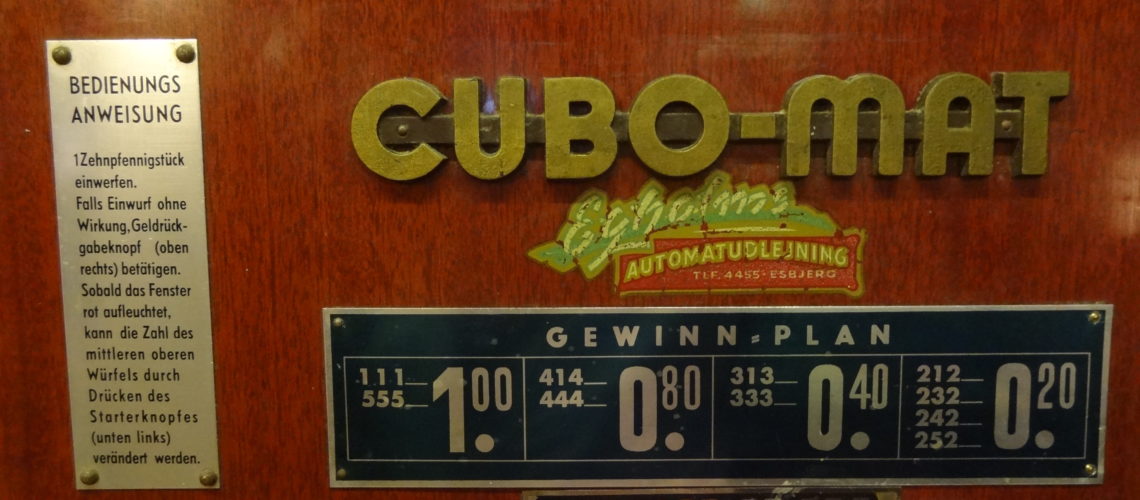 BEDIENUNGS
ANWEISUNG
1Zehnpfennigstück
einwerfen.
Falls Einwurf ohne
Wirkung,Geldrück-
gabeknopf (oben
rechts) betätigen.
Sobald das Fenster
rot aufleuchtet,
kann die Zahl des
mittleren oberen
Würfels durch
Drücken des
Starterknopfes
(unten links)
verändert werden.
CUBO-MAT
AUTOMATUDLEJNING
TLF. 4455-ESBJERG
GEWINN=PLAN
111— 1.00
555—
414— 0.80
444—
313— 0.40
333—
212— 0.20
232—
242—
252—